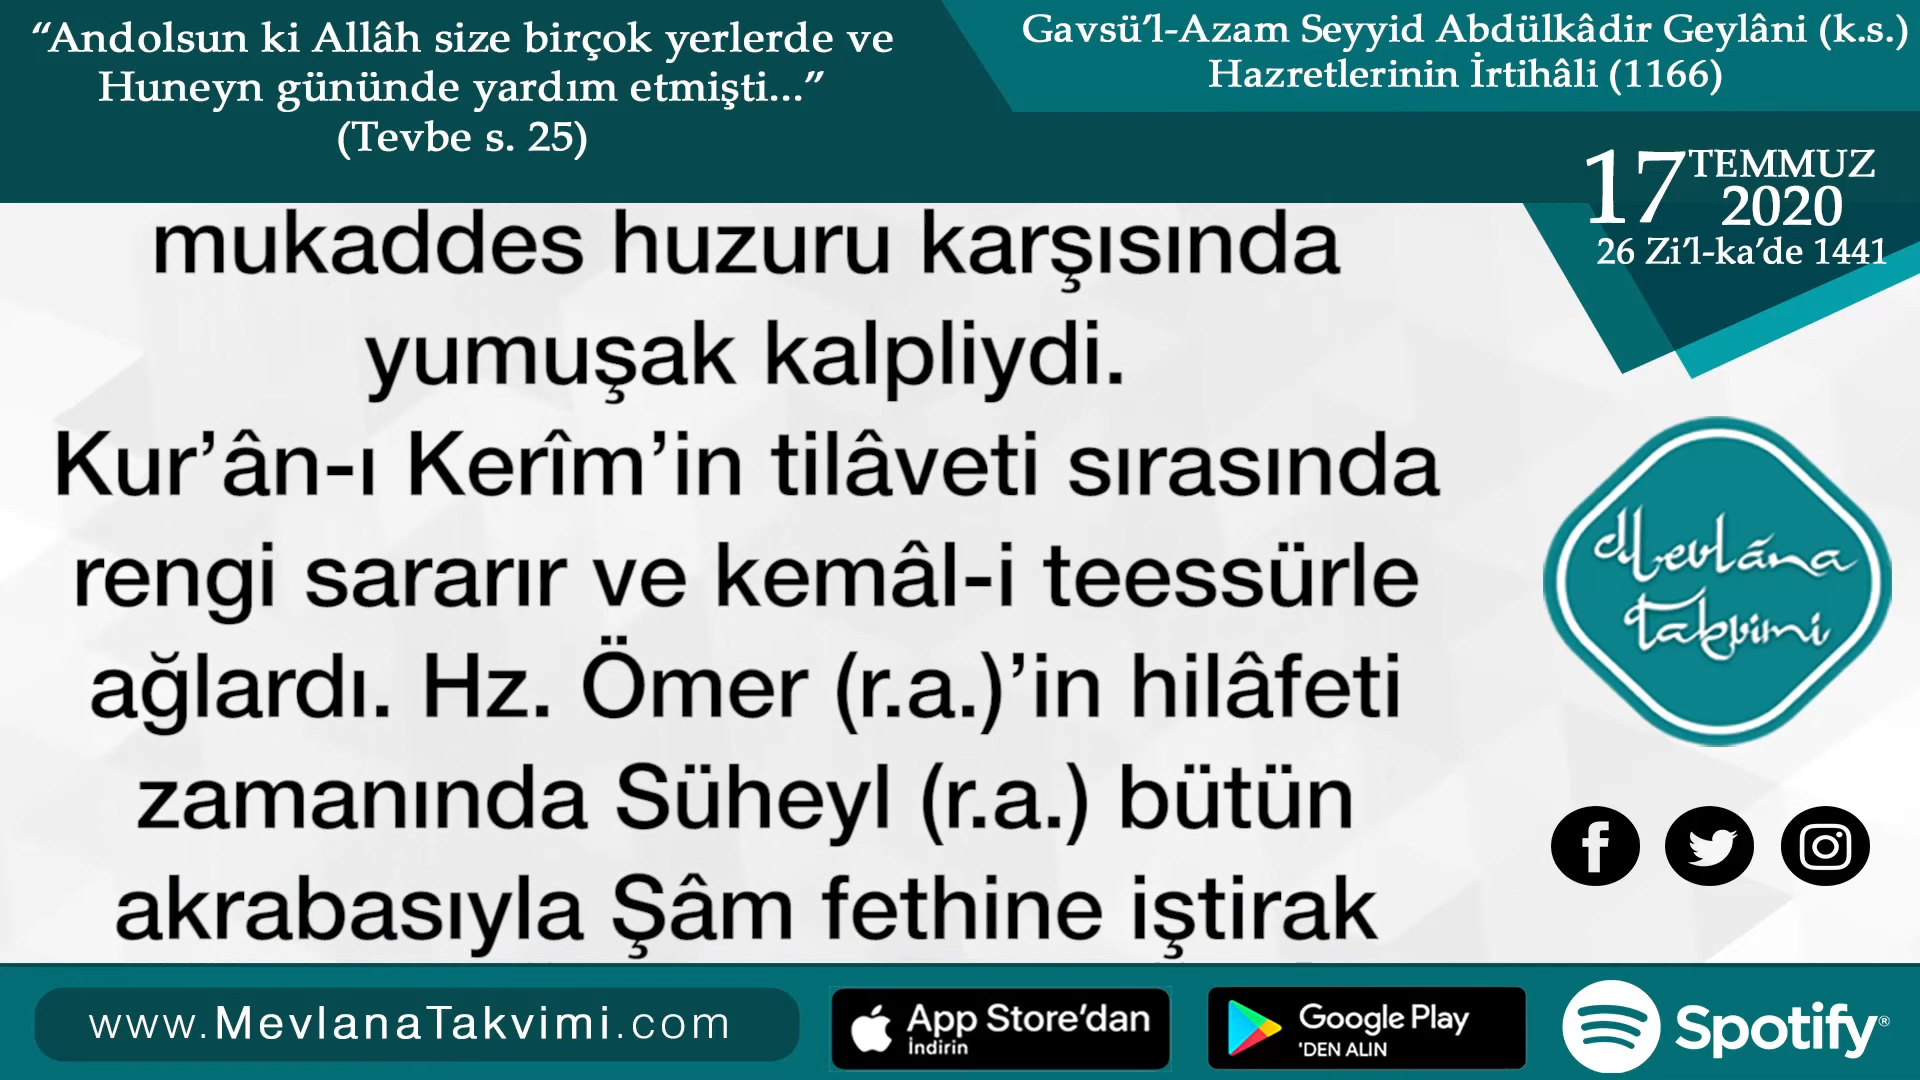 “Andolsun ki Allâh size birçok yerlerde ve
Huneyn gününde yardım etmişti...”
(Tevbe s. 25)
Gavsü’l-Azam Seyyid Abdülkâdir Geylâni (k.s.)
Hazretlerinin İrtihâli (1166)
17 TEMMUZ
2020
26 Zi’l-ka’de 1441
mukaddes huzuru karşısında
yumuşak kalpliydi.
Kur’ân-ı Kerîm’in tilâveti sırasında
rengi sararır ve kemâl-i teessürle
ağlardı. Hz. Ömer (r.a.)’in hilâfeti
zamanında Süheyl (r.a.) bütün
akrabasıyla Şâm fethine iştirak
Mevlâna
Takvimi
www.MevlanaTakvimi.com
App Store’dan
İndirin
Google Play
'DEN ALIN
Spotify®